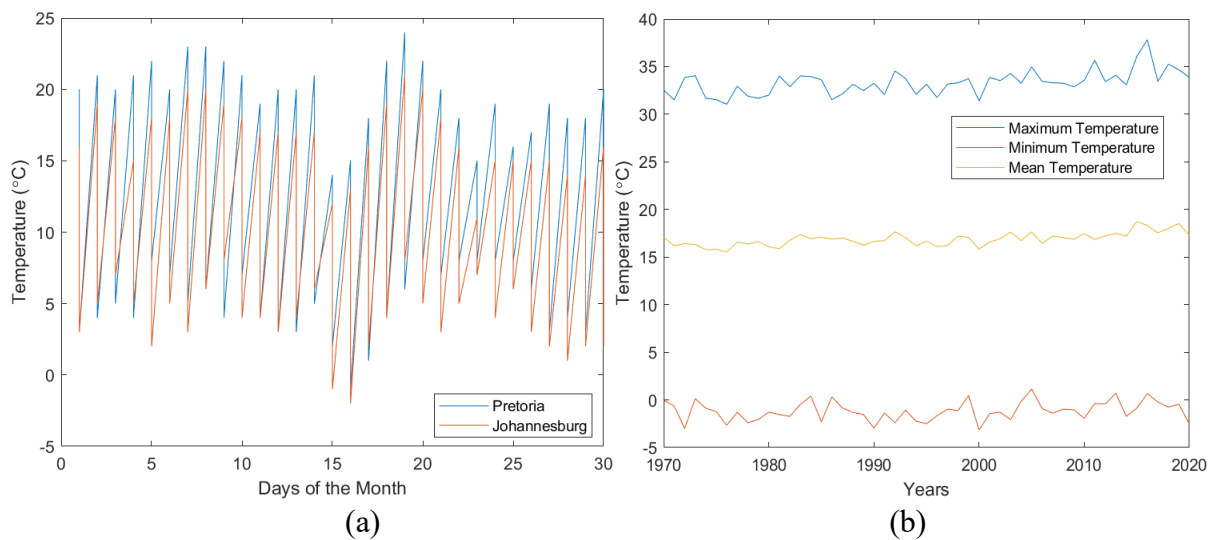 25
20
15
10
5
0
-5
Temperature (°C)
0
5
10
15
20
25
30
Days of the Month
Pretoria
Johannesburg
(a)
40
35
30
25
20
15
10
5
0
-5
Temperature (°C)
1970
1980
1990
2000
2010
2020
Years
Maximum Temperature
Minimum Temperature
Mean Temperature
(b)